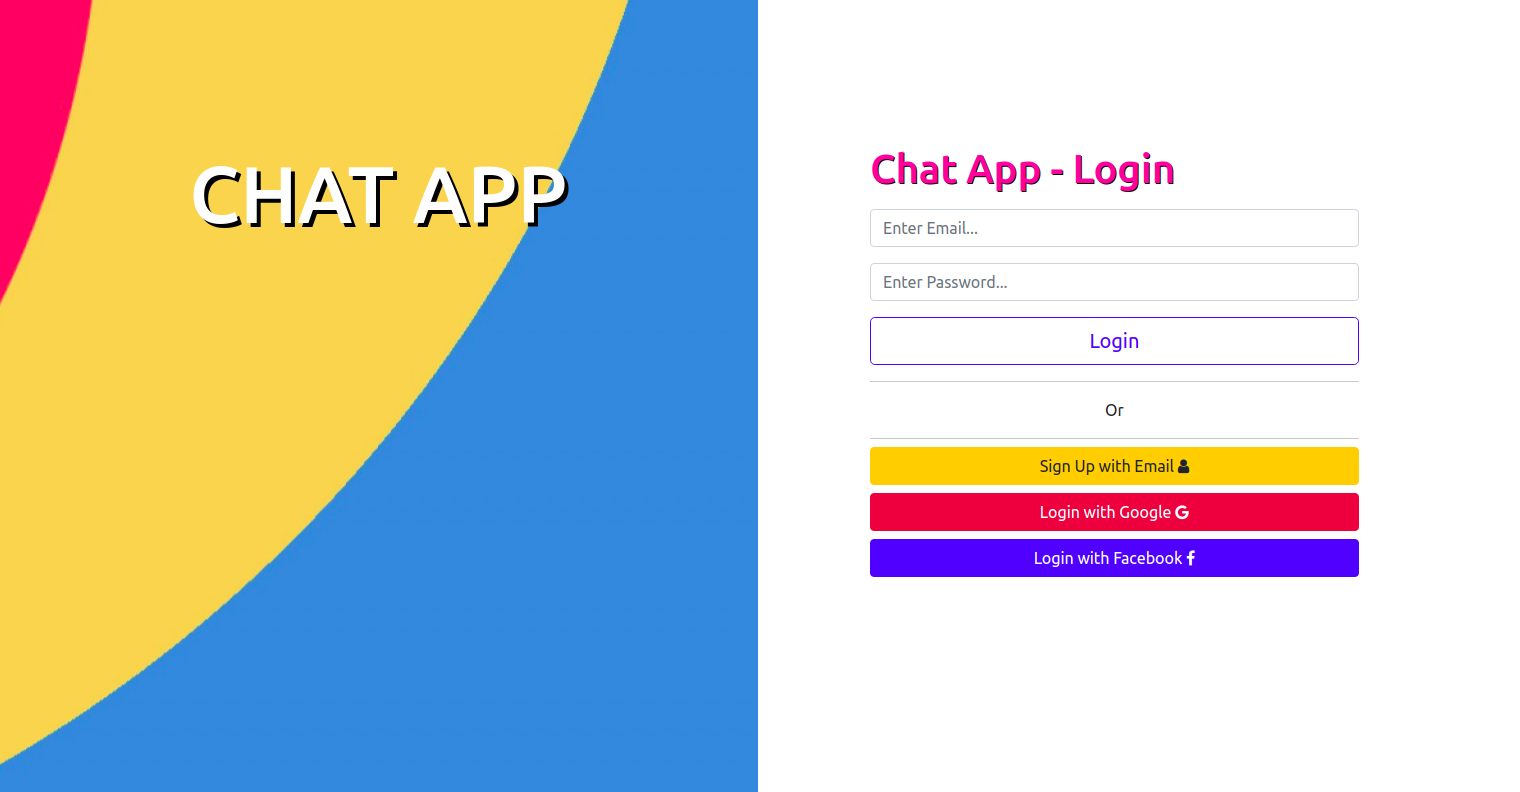 CHAT APP
Chat App - Login
Enter Email...
Enter Password...
Login
Or
Sign Up with Email
Login with Google
Login with Facebook